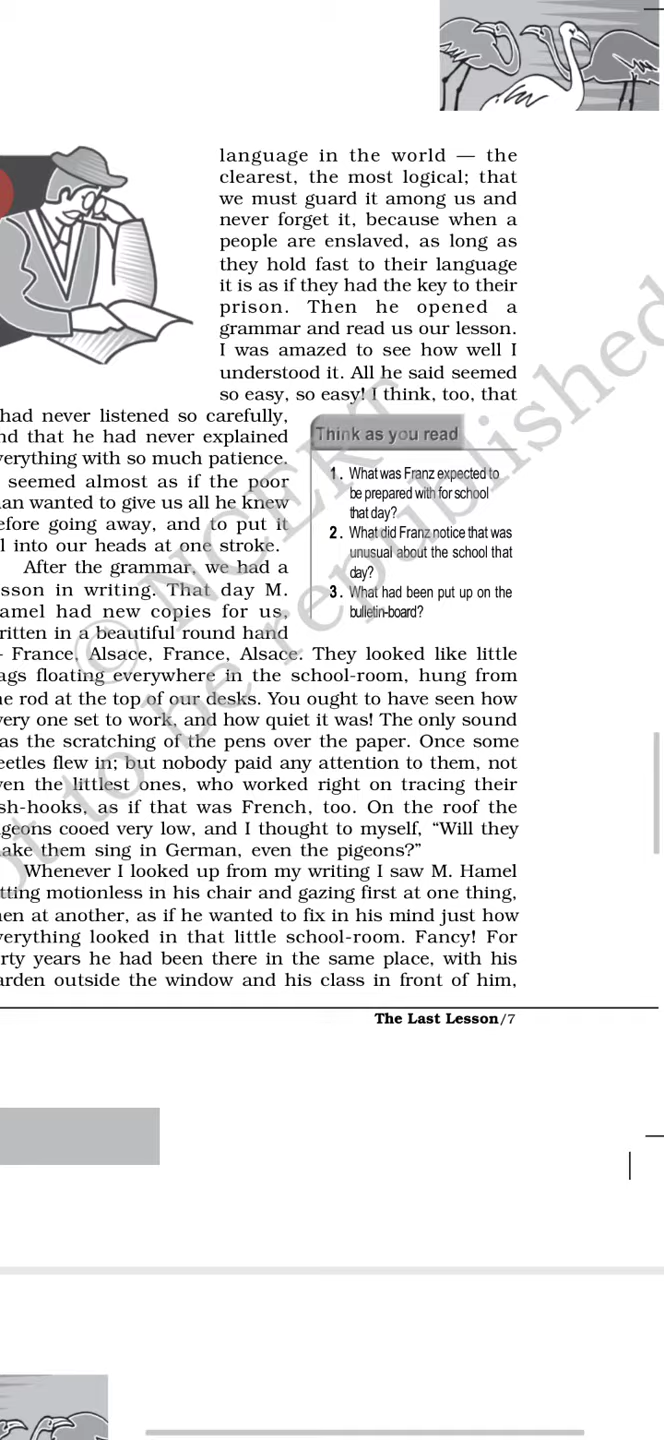 language in the world — the
clearest, the most logical; that
we must guard it among us and
never forget it, because when a
people are enslaved, as long as
they hold fast to their language
it is as if they had the key to their
prison. Then he opened a
grammar and read us our lesson.
I was amazed to see how well I
understood it. All he said seemed
so easy, so easy! I think, too, that
had never listened so carefully,
nd that he had never explained
verything with so much patience.
seemed almost as if the poor
an wanted to give us all he knew
efore going away, and to put it
l into our heads at one stroke.
After the grammar, we had a
sson in writing. That day M.
amel had new copies for us,
ritten in a beautiful round hand
– France, Alsace, France, Alsace. They looked like little
ags floating everywhere in the school-room, hung from
e rod at the top of our desks. You ought to have seen how
very one set to work, and how quiet it was! The only sound
as the scratching of the pens over the paper. Once some
eetles flew in; but nobody paid any attention to them, not
ven the littlest ones, who worked right on tracing their
sh-hooks, as if that was French, too. On the roof the
geons cooed very low, and I thought to myself, “Will they
ake them sing in German, even the pigeons?”
Whenever I looked up from my writing I saw M. Hamel
tting motionless in his chair and gazing first at one thing,
en at another, as if he wanted to fix in his mind just how
verything looked in that little school-room. Fancy! For
rty years he had been there in the same place, with his
arden outside the window and his class in front of him,
Think as you read
1. What was Franz expected to
be prepared with for school
that day?
2. What did Franz notice that was
unusual about the school that
day?
3. What had been put up on the
bulletin-board?
The Last Lesson/7
© NCERT
not to be republished